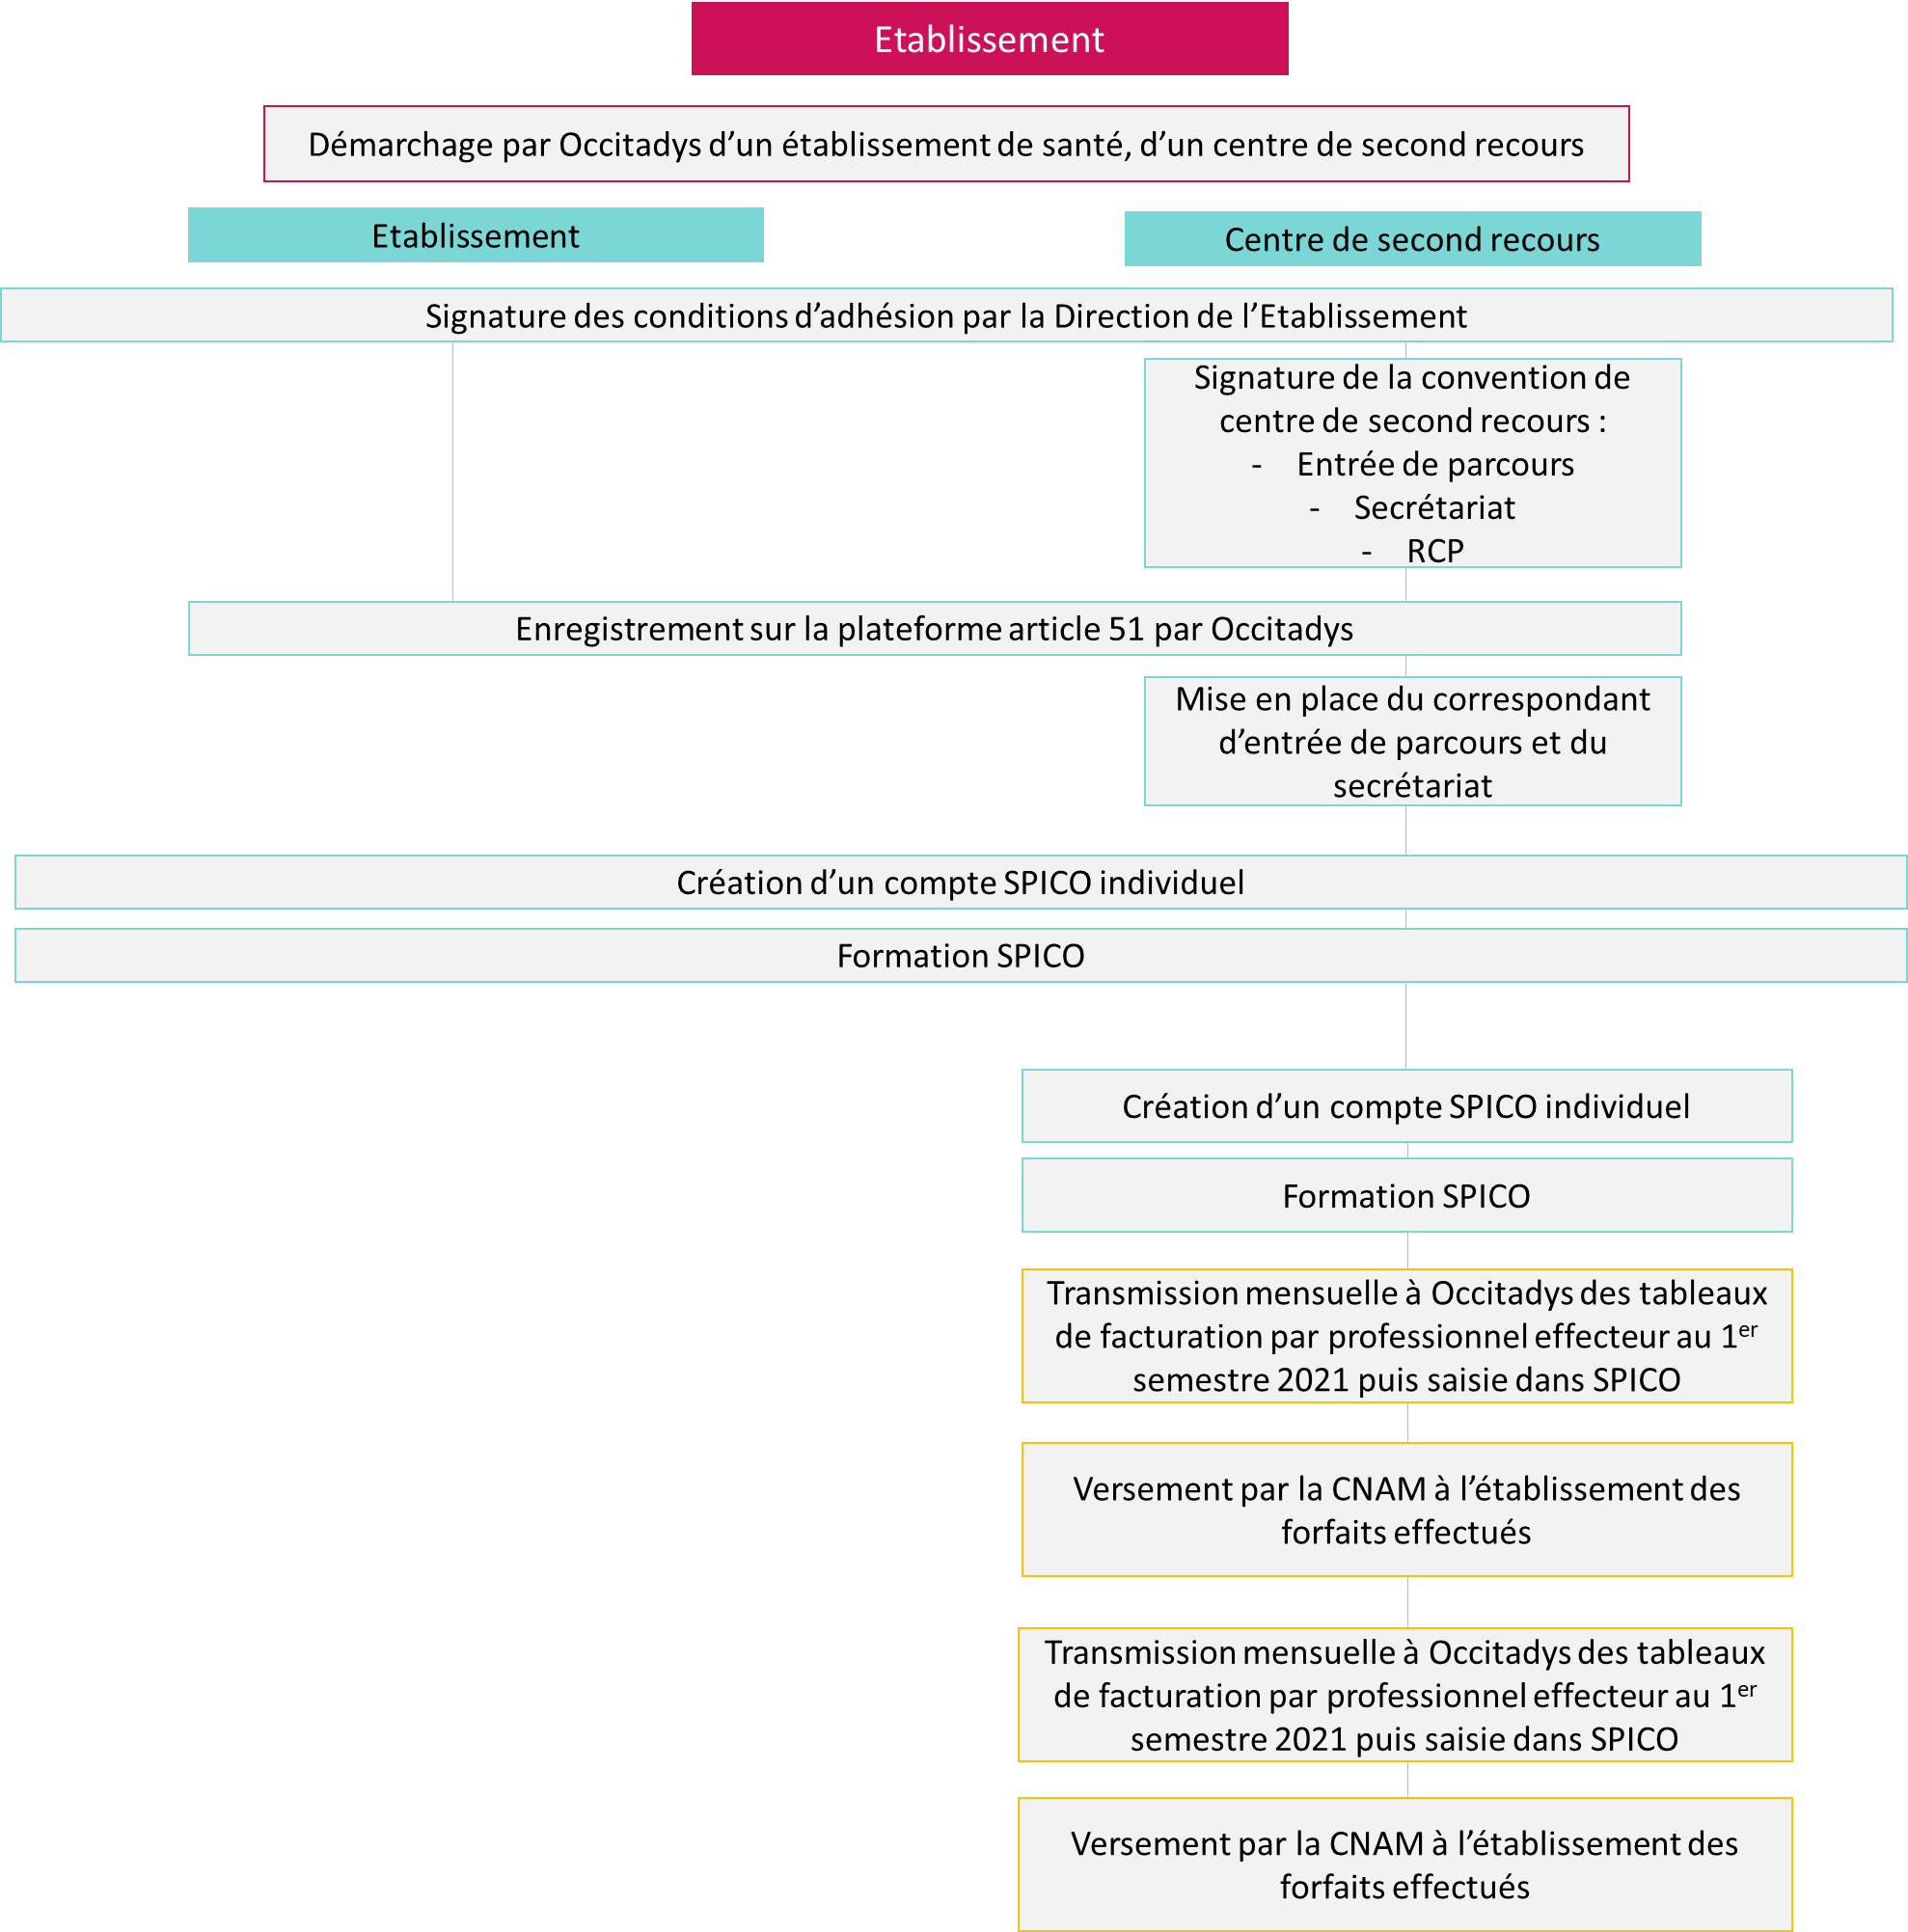 Etablissement
Démarchage par Occitadys d’un établissement de santé, d’un centre de second recours
Etablissement
Centre de second recours
Signature des conditions d’adhésion par la Direction de l’Etablissement
Signature de la convention de
centre de second recours :
- Entrée de parcours
- Secrétariat
- RCP
Enregistrement sur la plateforme article 51 par Occitadys
Mise en place du correspondant
d’entrée de parcours et du
secrétariat
Création d’un compte SPICO individuel
Formation SPICO
Création d’un compte SPICO individuel
Formation SPICO
Transmission mensuelle à Occitadys des tableaux
de facturation par professionnel effecteur au 1er
semestre 2021 puis saisie dans SPICO
Versement par la CNAM à l’établissement des
forfaits effectués
Transmission mensuelle à Occitadys des tableaux
de facturation par professionnel effecteur au 1er
semestre 2021 puis saisie dans SPICO
Versement par la CNAM à l’établissement des
forfaits effectués